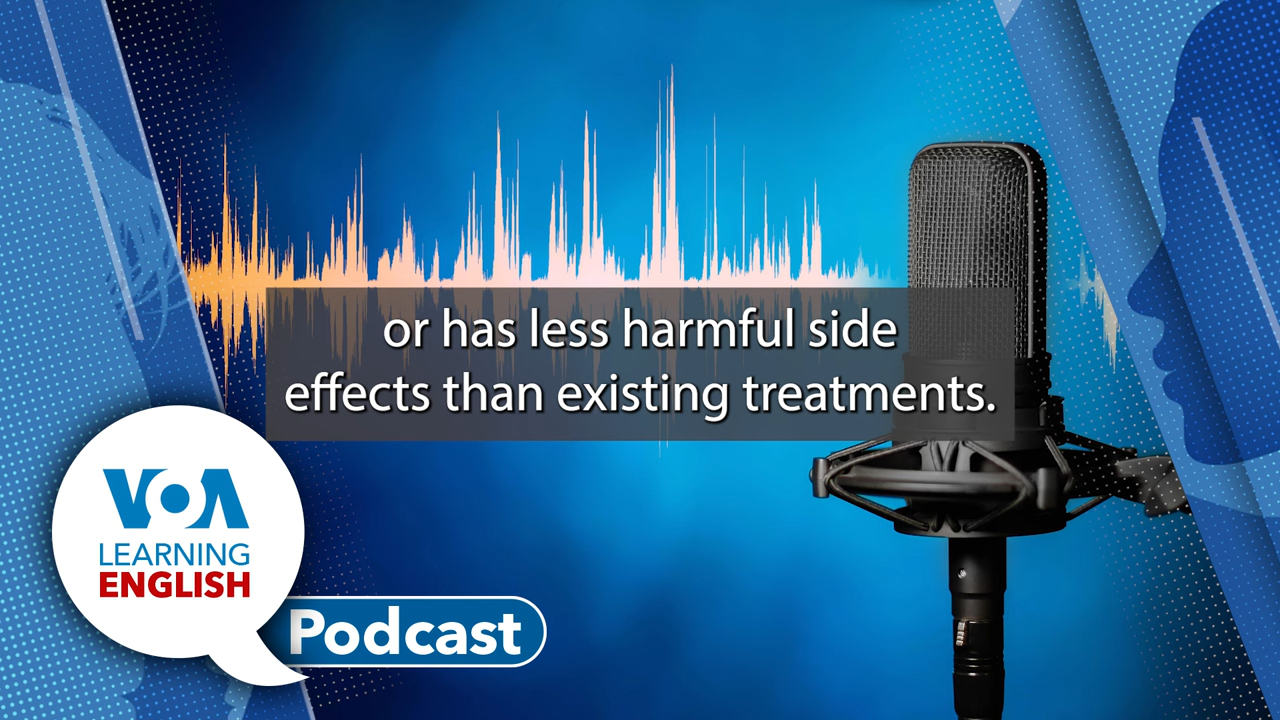 or has less harmful side
effects than existing treatments.
VOA
LEARNING
ENGLISH
Podcast